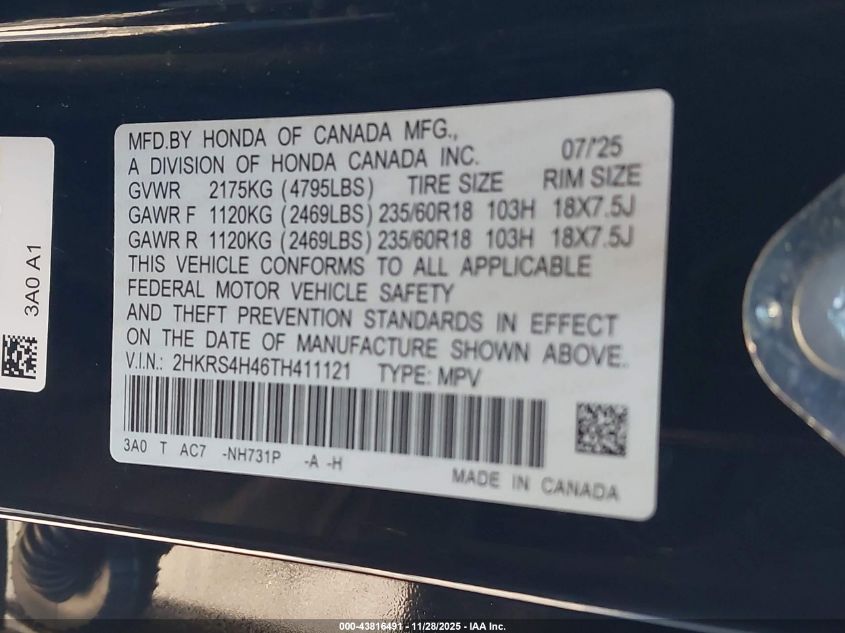 MFD.BY HONDA OF CANADA MFG.,
A DIVISION OF HONDA CANADA INC. 07/'25
GVWR 2175KG (4795LBS) TIRE SIZE RIM SIZE
GAWR F 1120KG (2469LBS) 235/60R18 103H 18X7.5J
GAWR R 1120KG (2469LBS) 235/60R18 103H 18X7.5J
THIS VEHICLE CONFORMS TO ALL APPLICABLE
FEDERAL MOTOR VEHICLE SAFETY
AND THEFT PREVENTION STANDARDS IN EFFECT
ON THE DATE OF MANUFACTURE SHOWN ABOVE.
V.I.N.: 2HKRS4H46TH411121 TYPE: MPV
3A0 T AC7 -NH731P -A -H
MADE IN CANADA
3A0 A1
000-43816491 - 11/28/2025 - IAA Inc.